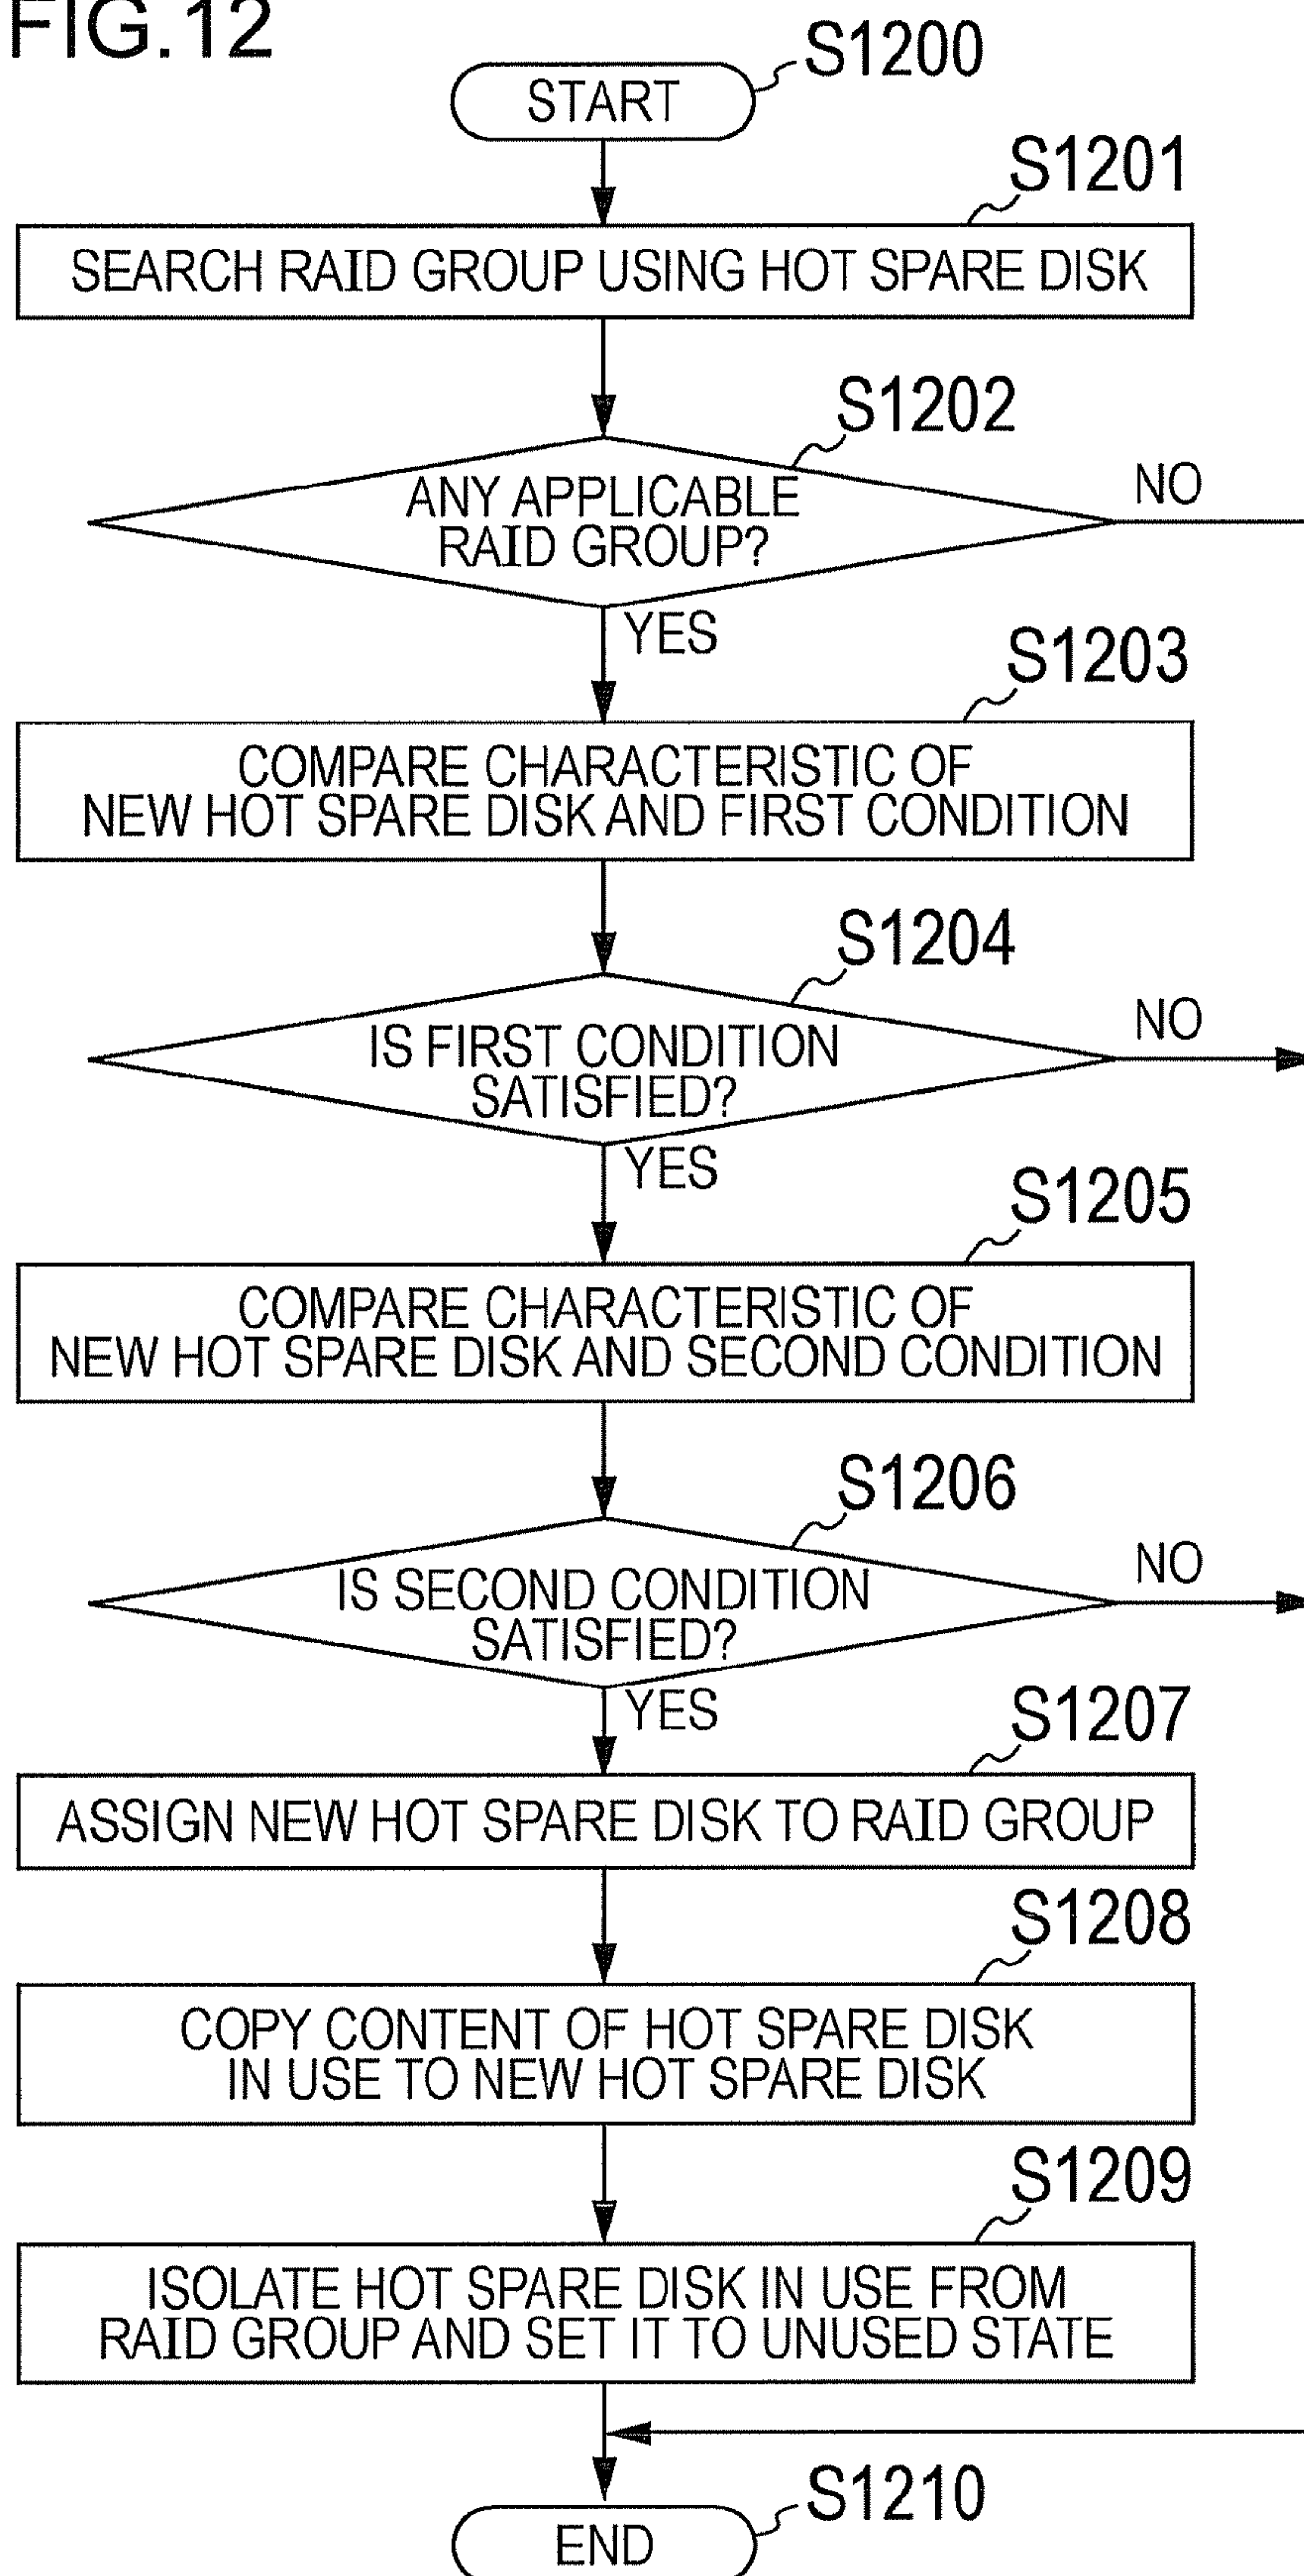 FIG.12
START
S1200
S1201
SEARCH RAID GROUP USING HOT SPARE DISK
S1202
ANY APPLICABLE
RAID GROUP?
NO
YES
S1203
COMPARE CHARACTERISTIC OF
NEW HOT SPARE DISK AND FIRST CONDITION
S1204
IS FIRST CONDITION
SATISFIED?
NO
YES
S1205
COMPARE CHARACTERISTIC OF
NEW HOT SPARE DISK AND SECOND CONDITION
S1206
IS SECOND CONDITION
SATISFIED?
NO
YES
S1207
ASSIGN NEW HOT SPARE DISK TO RAID GROUP
S1208
COPY CONTENT OF HOT SPARE DISK
IN USE TO NEW HOT SPARE DISK
S1209
ISOLATE HOT SPARE DISK IN USE FROM
RAID GROUP AND SET IT TO UNUSED STATE
S1210
END